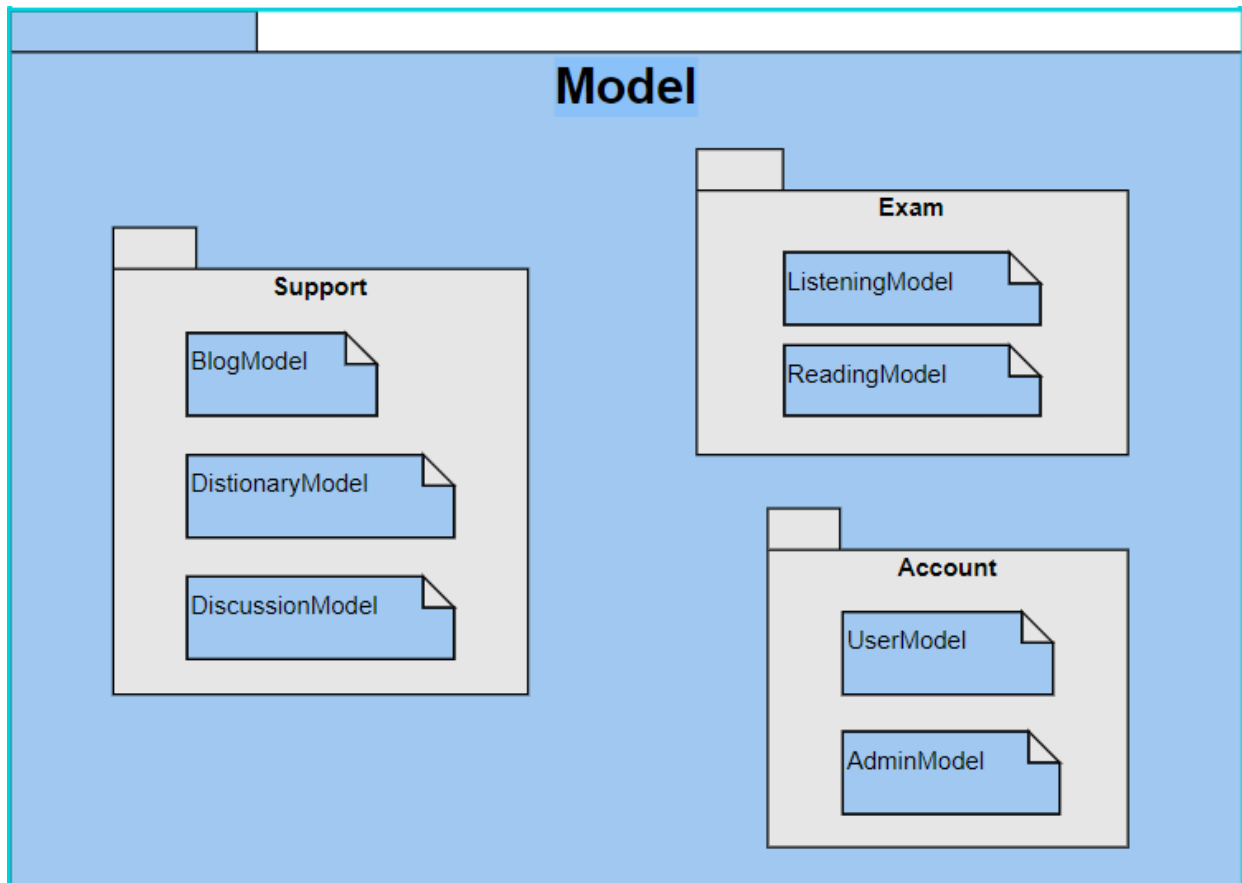 Model
Support
BlogModel
DistionaryModel
DiscussionModel
Exam
ListeningModel
ReadingModel
Account
UserModel
AdminModel